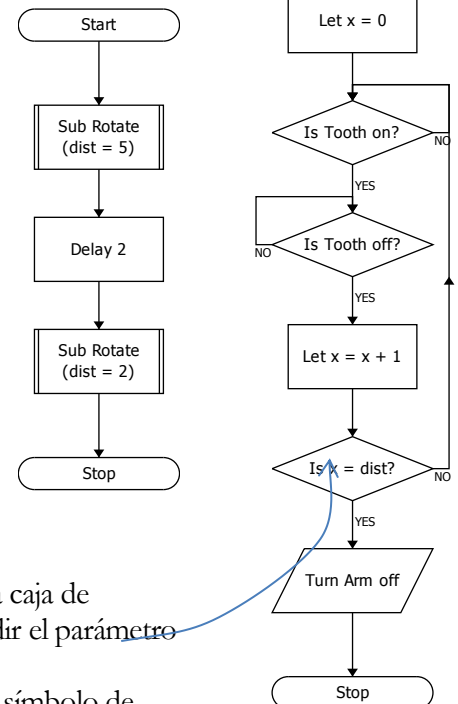 Start
Sub Rotate
(dist = 5)
Delay 2
Sub Rotate
(dist = 2)
Stop
Let x = 0
Is Tooth on?
NO
YES
Is Tooth off?
NO
YES
Let x = x + 1
Is x = dist?
NO
YES
Turn Arm off
Stop
caja de
dir el parámetro
símbolo de